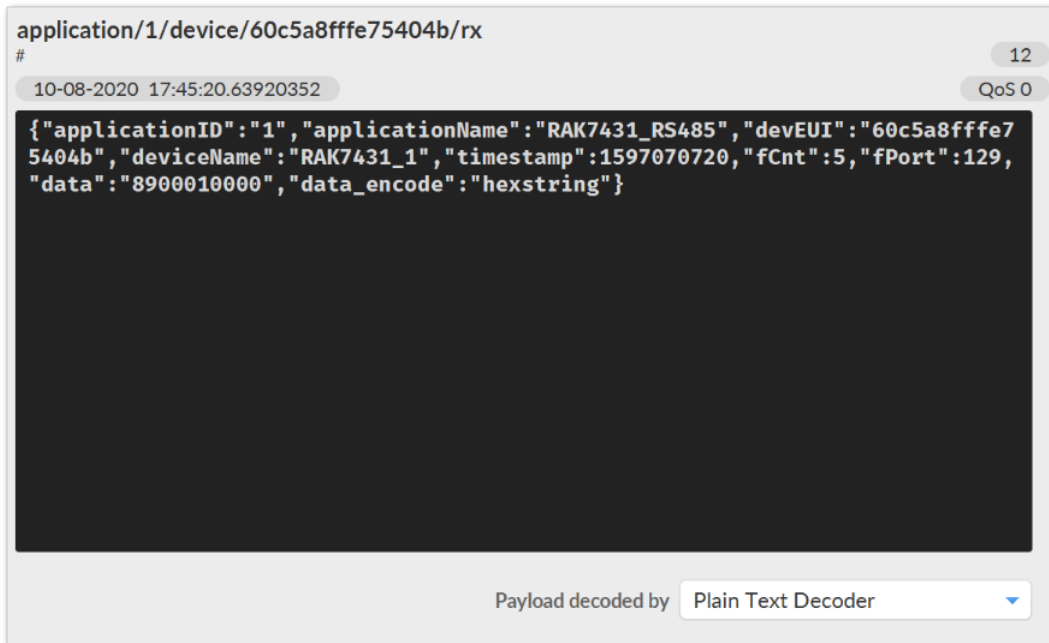 application/1/device/60c5a8fffe75404b/rx
#
12
10-08-2020 17:45:20.63920352
QoS 0
{"applicationID":"1","applicationName":"RAK7431_RS485","devEUI":"60c5a8fffe7
5404b","deviceName":"RAK7431_1","timestamp":1597070720,"fCnt":5,"fPort":129,
"data":"8900010000","data_encode":"hexstring"}
Payload decoded by
Plain Text Decoder